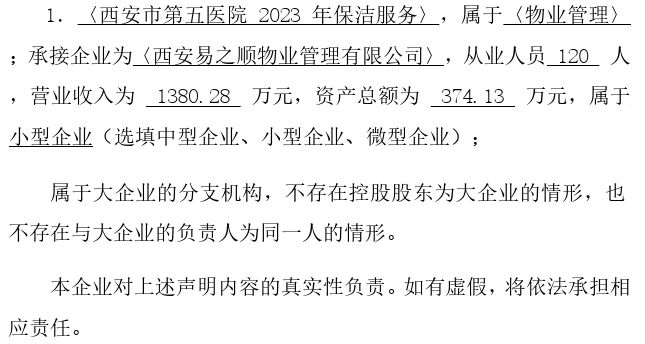 1. 〈西安市第五医院 2023 年保洁服务〉，属于〈物业管理〉
；承接企业为〈西安易之顺物业管理有限公司〉，从业人员 120 人
，营业收入为 1380.28 万元，资产总额为 374.13 万元，属于
小型企业（选填中型企业、小型企业、微型企业）；
属于大企业的分支机构，不存在控股股东为大企业的情形，也
不存在与大企业的负责人为同一人的情形。
本企业对上述声明内容的真实性负责。如有虚假，将依法承担相
应责任。